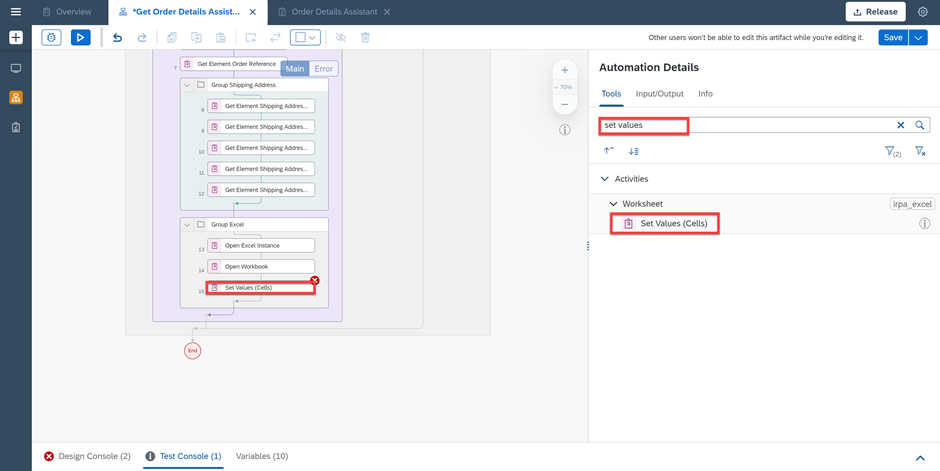 Overview
*Get Order Details Assist...
Order Details Assistant
Release
Other users won't be able to edit this artifact while you're editing it.
Save
7
Get Element Order Reference
Main
Error
Group Shipping Address
8
Get Element Shipping Addres...
9
Get Element Shipping Addres...
10
Get Element Shipping Addres...
11
Get Element Shipping Addres...
12
Get Element Shipping Addres...
Group Excel
13
Open Excel Instance
14
Open Workbook
15
Set Values (Cells)
End
70%
Automation Details
Tools
Input/Output
Info
set values
(2)
Activities
Worksheet
irpa_excel
Set Values (Cells)
Design Console (2)
Test Console (1)
Variables (10)